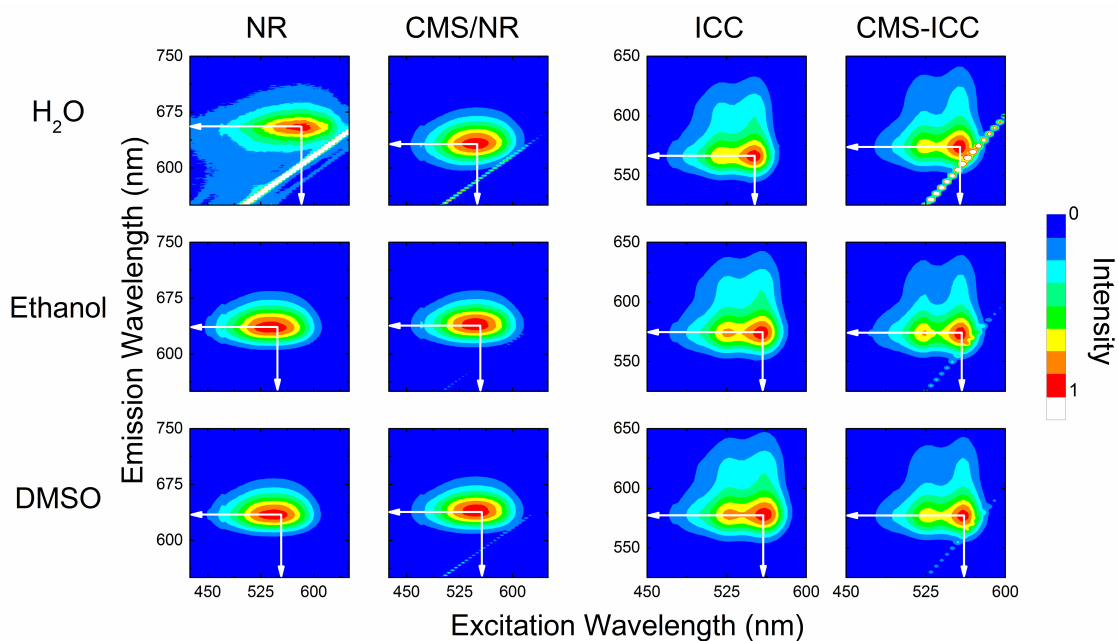 NR CMS/NR ICC CMS-ICC
H2O
Ethanol
DMSO
Emission Wavelength (nm)
750
675
600
750
675
600
750
675
600
650
600
550
650
600
550
650
600
550
450 525 600 450 525 600 450 525 600 450 525 600
Excitation Wavelength (nm)
0
1
Intensity